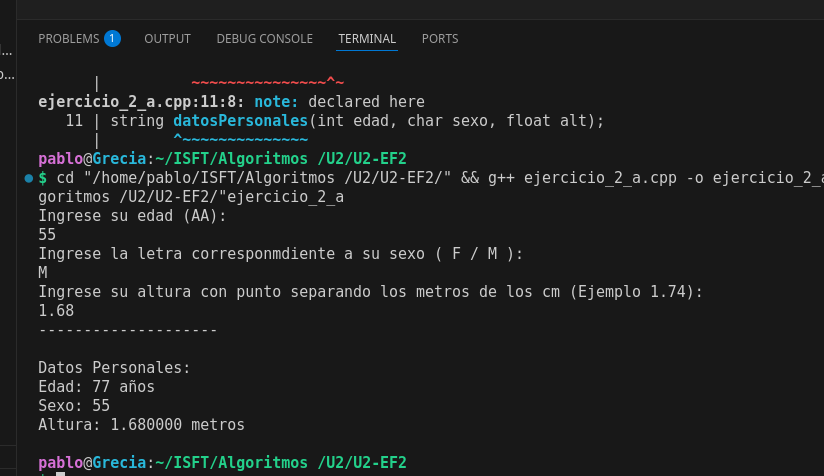 PROBLEMS 1 OUTPUT DEBUG CONSOLE TERMINAL PORTS
| ~~~~~~~~~~~~~~~^~
ejercicio_2_a.cpp:11:8: note: declared here
11 | string datosPersonales(int edad, char sexo, float alt);
| ^~~~~~~~~~~~~~~
pablo@Grecia:~/ISFT/Algoritmos /U2/U2-EF2
$ cd "/home/pablo/ISFT/Algoritmos /U2/U2-EF2/" && g++ ejercicio_2_a.cpp -o ejercicio_2_a
goritmos /U2/U2-EF2/"ejercicio_2_a
Ingrese su edad (AA):
55
Ingrese la letra corresponmdiente a su sexo ( F / M ):
M
Ingrese su altura con punto separando los metros de los cm (Ejemplo 1.74):
1.68
--------------------
Datos Personales:
Edad: 77 años
Sexo: 55
Altura: 1.680000 metros
pablo@Grecia:~/ISFT/Algoritmos /U2/U2-EF2